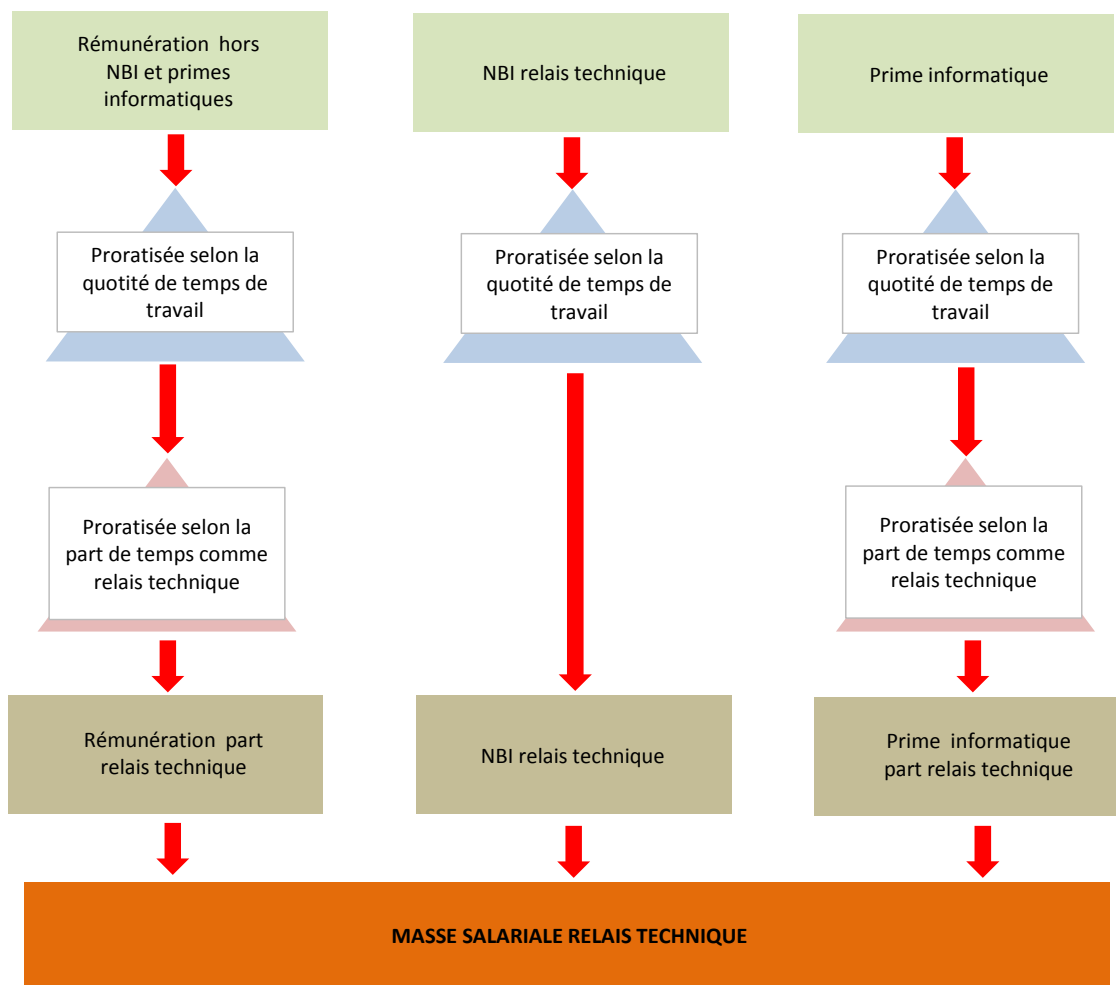 Rémunération hors
NBI et primes
informatiques
NBI relais technique
Prime informatique
Proratisée selon la
quotité de temps de
travail
Proratisée selon la
quotité de temps de
travail
Proratisée selon la
quotité de temps de
travail
Proratisée selon la
part de temps comme
relais technique
Proratisée selon la
part de temps comme
relais technique
Rémunération part
relais technique
NBI relais technique
Prime informatique
part relais technique
MASSE SALARIALE RELAIS TECHNIQUE